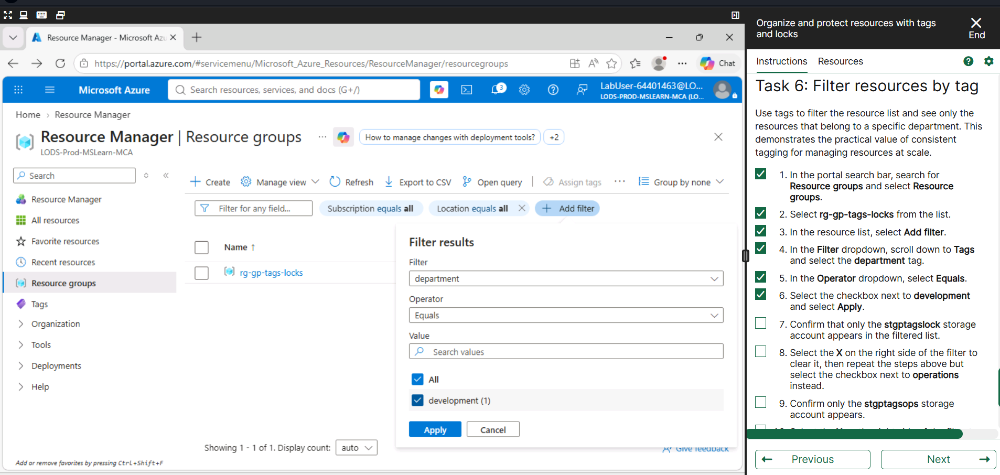 Resource Manager - Microsoft Azu
https://portal.azure.com/#servicemenu/Microsoft_Azure_Resources/ResourceManager/resourcegroups
Chat
Microsoft Azure
Search resources, services, and docs (G+/)
3
LabUser-64401463@LO...
LODS-PROD-MSLEARN-MCA (LO...
Home > Resource Manager
Resource Manager | Resource groups
...
How to manage changes with deployment tools?
+2
LODS-Prod-MSLearn-MCA
Search
Resource Manager
All resources
Favorite resources
Recent resources
Resource groups
Tags
Organization
Tools
Deployments
Help
Add or remove favorites by pressing Ctrl+Shift+F
+ Create
Manage view
Refresh
Export to CSV
Open query
Assign tags
...
Group by none
Filter for any field...
Subscription equals all
Location equals all
Add filter
Name ↑
rg-gp-tags-locks
Filter results
Filter
department
Operator
Equals
Value
Search values
All
development (1)
Apply
Cancel
Showing 1 - 1 of 1. Display count:
auto
Give feedback
Organize and protect resources with tags
and locks
End
Instructions
Resources
Task 6: Filter resources by tag
Use tags to filter the resource list and see only the
resources that belong to a specific department. This
demonstrates the practical value of consistent
tagging for managing resources at scale.
1. In the portal search bar, search for
Resource groups and select Resource
groups.
2. Select rg-gp-tags-locks from the list.
3. In the resource list, select Add filter.
4. In the Filter dropdown, scroll down to Tags
and select the department tag.
5. In the Operator dropdown, select Equals.
6. Select the checkbox next to development
and select Apply.
7. Confirm that only the stgptagslock storage
account appears in the filtered list.
8. Select the X on the right side of the filter to
clear it, then repeat the steps above but
select the checkbox next to operations
instead.
9. Confirm only the stgptagsops storage
account appears.
Previous
Next